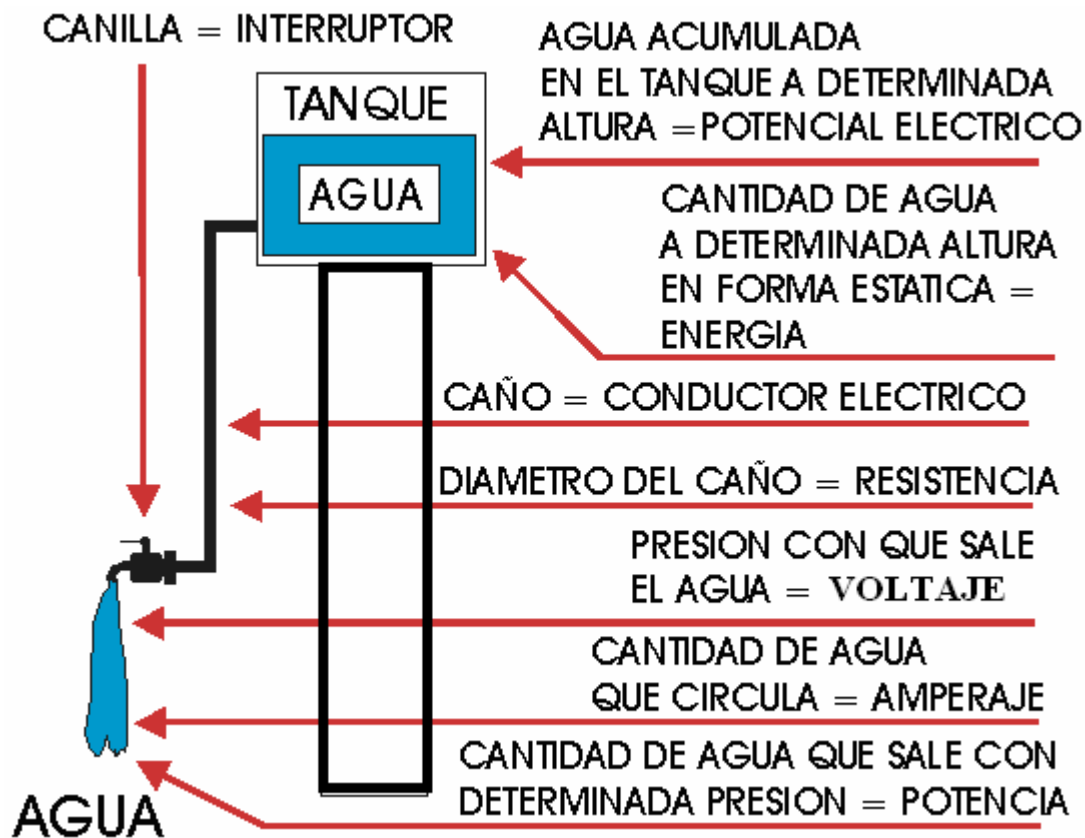 CANILLA = INTERRUPTOR
AGUA ACUMULADA
EN EL TANQUE A DETERMINADA
ALTURA = POTENCIAL ELECTRICO
TANQUE
AGUA
CANTIDAD DE AGUA
A DETERMINADA ALTURA
EN FORMA ESTATICA =
ENERGIA
CAÑO = CONDUCTOR ELECTRICO
DIAMETRO DEL CAÑO = RESISTENCIA
PRESION CON QUE SALE
EL AGUA = VOLTAJE
CANTIDAD DE AGUA
QUE CIRCULA = AMPERAJE
CANTIDAD DE AGUA QUE SALE CON
DETERMINADA PRESION = POTENCIA
AGUA